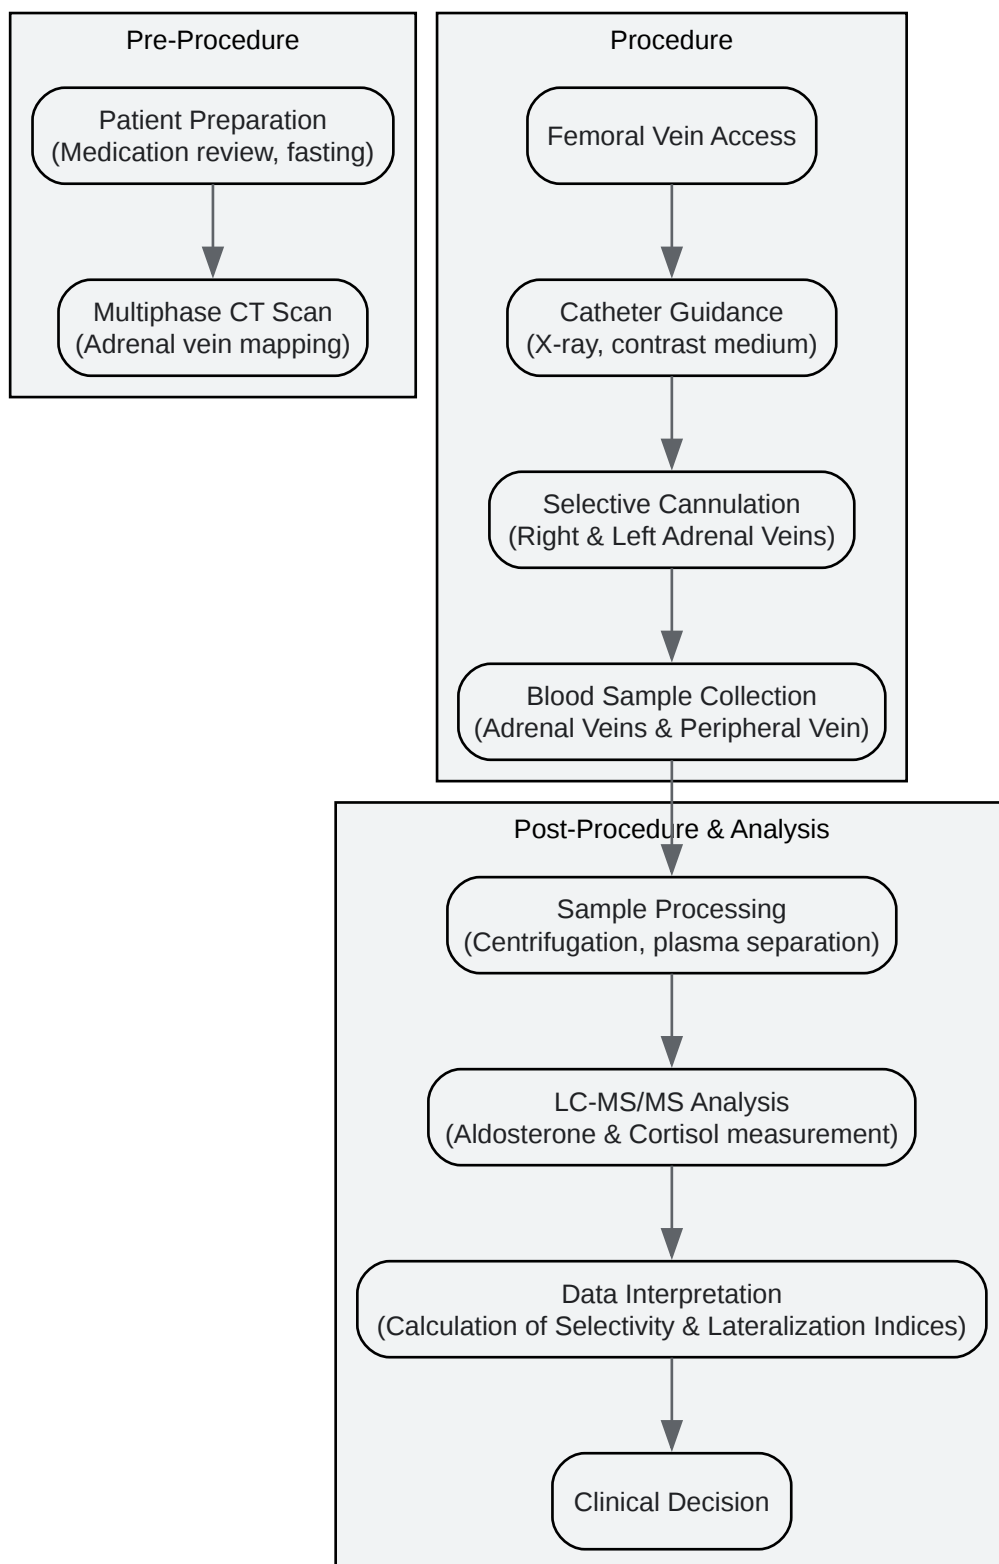 Pre-Procedure
Patient Preparation
(Medication review, fasting)
Multiphase CT Scan
(Adrenal vein mapping)
Procedure
Femoral Vein Access
Catheter Guidance
(X-ray, contrast medium)
Selective Cannulation
(Right & Left Adrenal Veins)
Blood Sample Collection
(Adrenal Veins & Peripheral Vein)
Post-Procedure & Analysis
Sample Processing
(Centrifugation, plasma separation)
LC-MS/MS Analysis
(Aldosterone & Cortisol measurement)
Data Interpretation
(Calculation of Selectivity & Lateralization Indices)
Clinical Decision